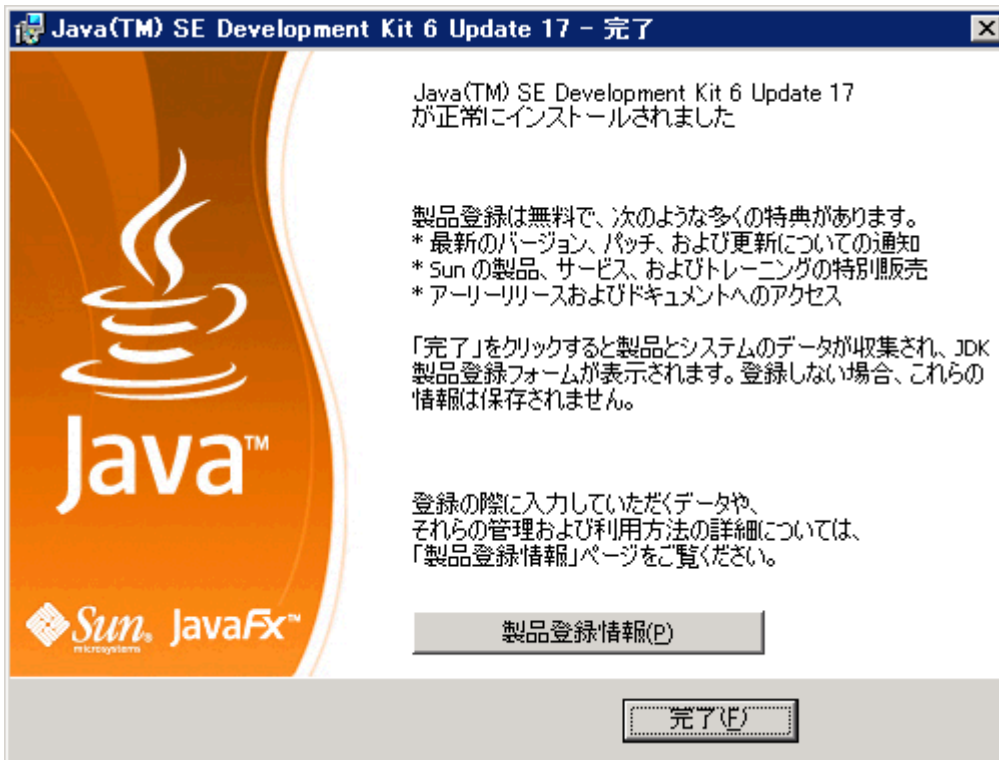 Java(TM) SE Development Kit 6 Update 17 - 完了
Java(TM) SE Development Kit 6 Update 17
が正常にインストールされました
製品登録は無料で、次のような多くの特典があります。
* 最新のバージョン、パッチ、および更新についての通知
* Sun の製品、サービス、およびトレーニングの特別販売
* アーリーリリースおよびドキュメントへのアクセス
「完了」をクリックすると製品とシステムのデータが収集され、JDK
製品登録フォームが表示されます。登録しない場合、これらの
情報は保存されません。
登録の際に入力していただくデータや、
それらの管理および利用方法の詳細については、
「製品登録情報」ページをご覧ください。
Java™
Sun® microsystems JavaFX™
製品登録情報(P)
完了(F)